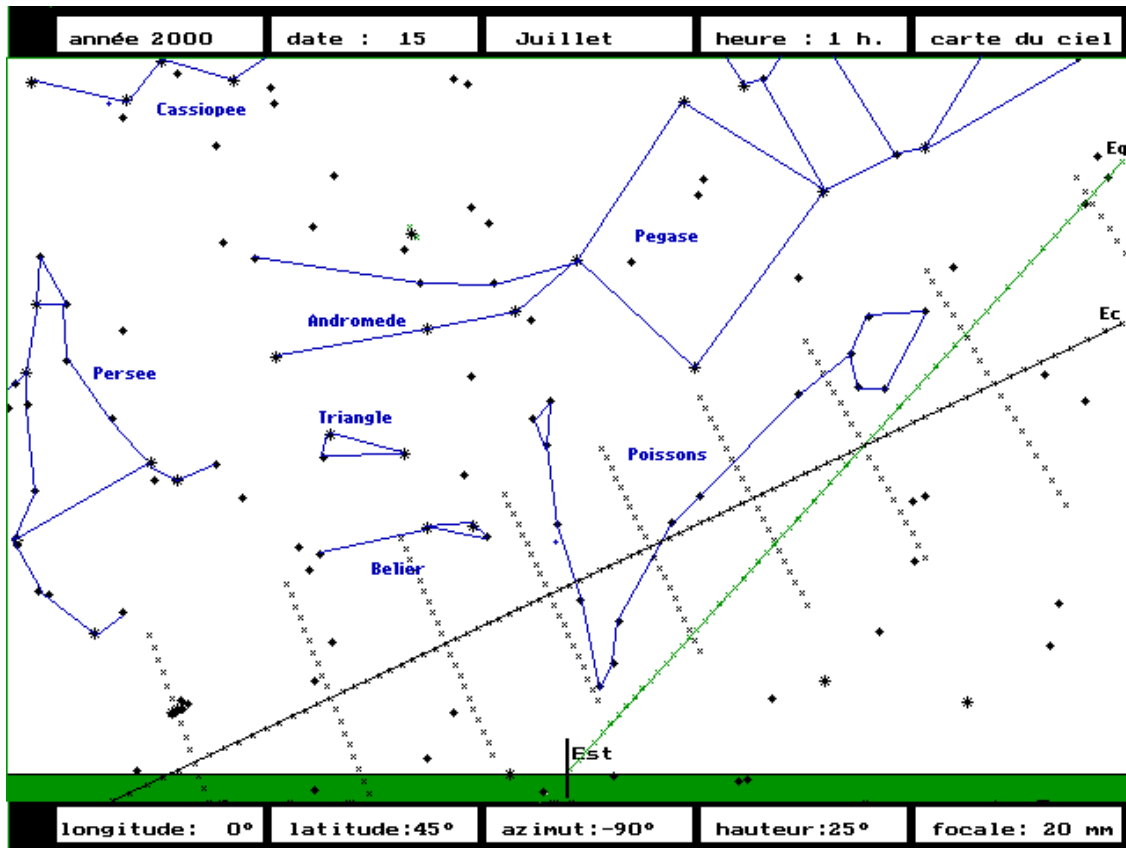 année 2000 date : 15 Juillet heure : 1 h. carte du ciel
Cassiopee
Eq
Pegase
Ec
Andromede
Persee
Triangle
Poissons
Belier
Est
longitude: 0° latitude:45° azimut:-90° hauteur:25° focale: 20 mm